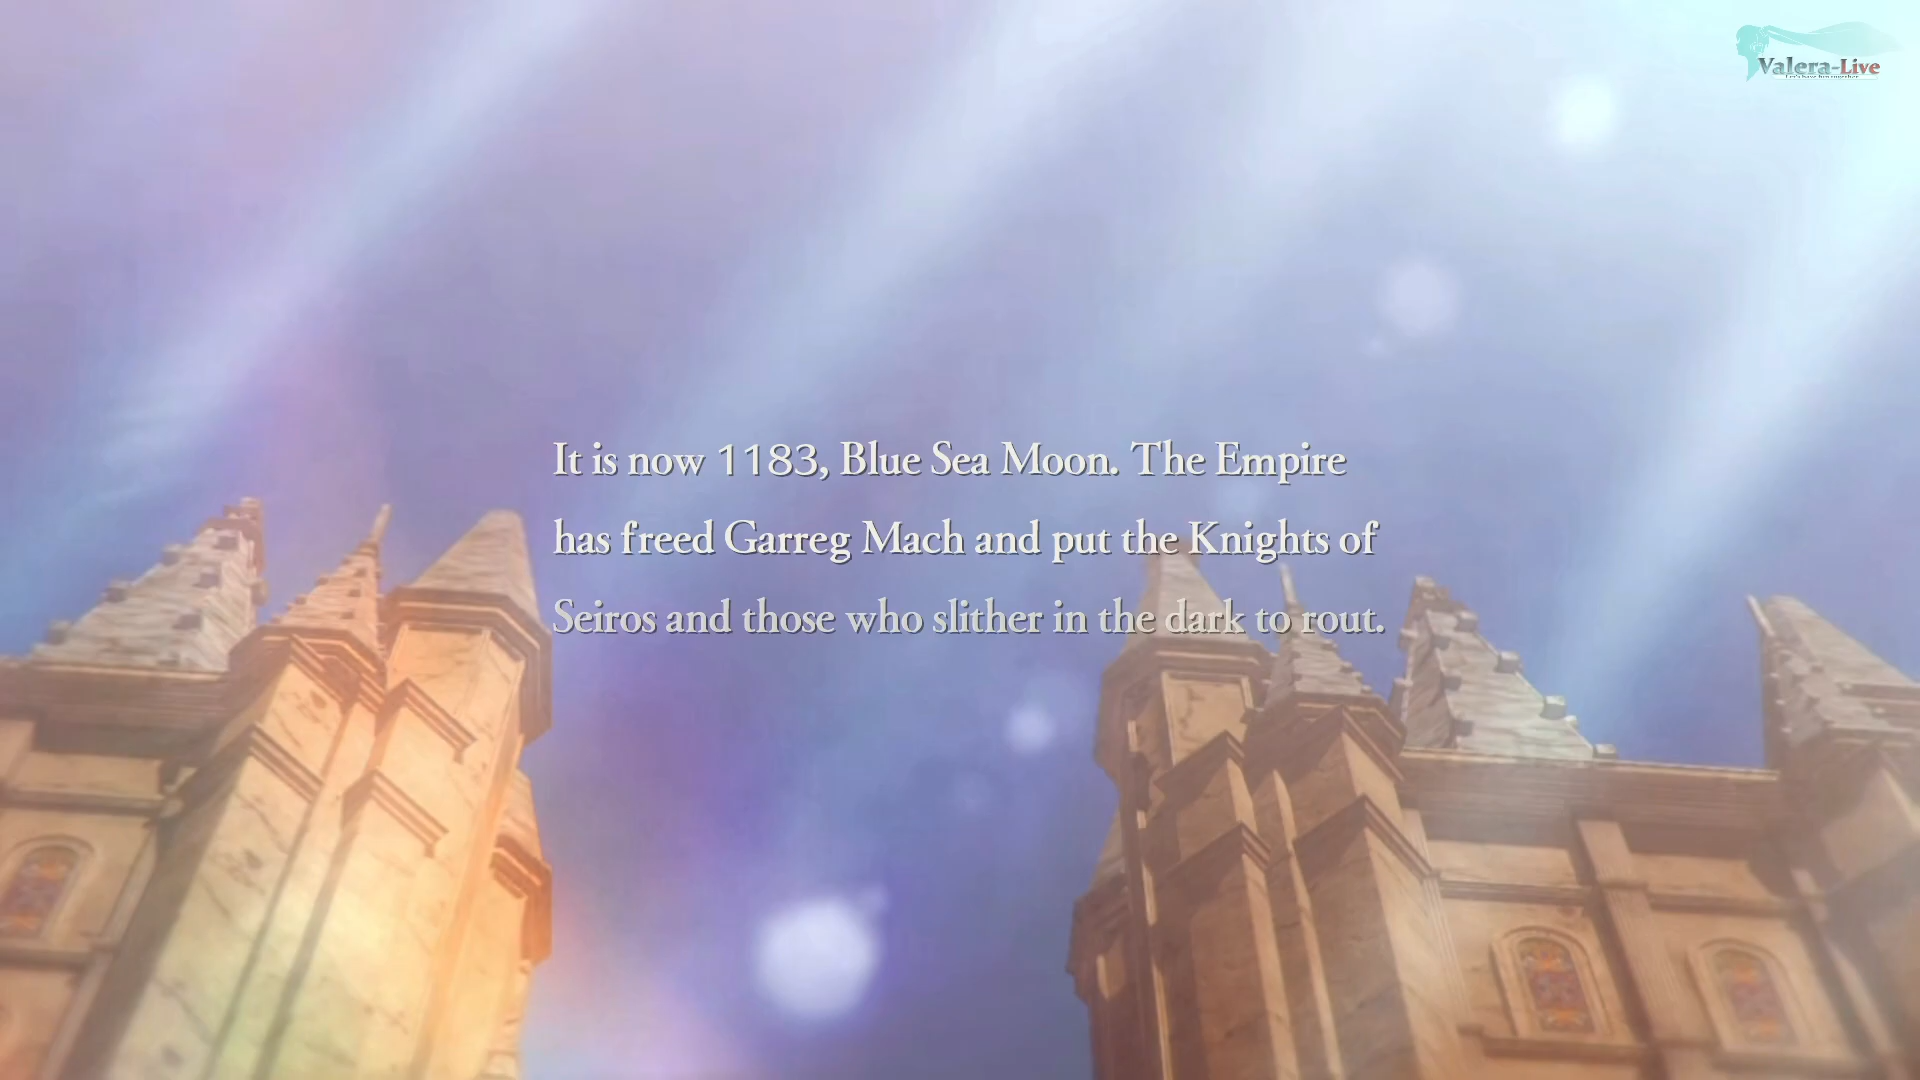 Valera-Live
It is now 1183, Blue Sea Moon. The Empire
has freed Garreg Mach and put the Knights of
Seiros and those who slither in the dark to rout.